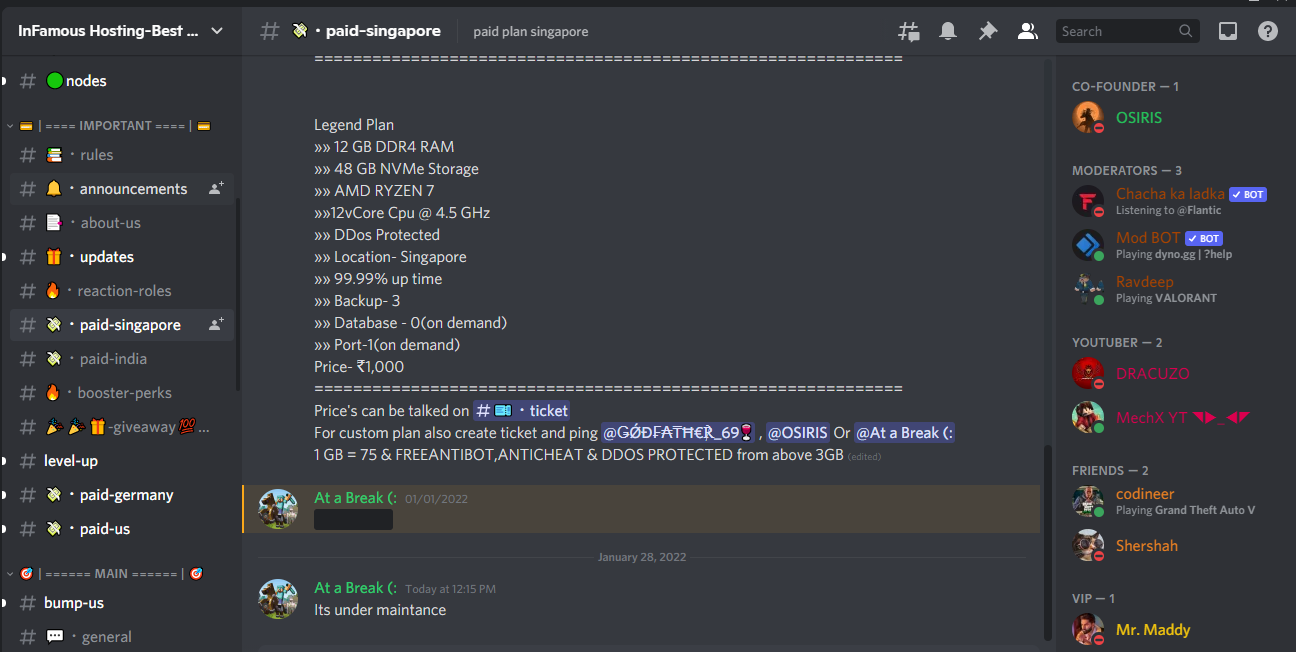 InFamous Hosting-Best ...
nodes
| ==== IMPORTANT ==== |
rules
announcements
about-us
updates
reaction-roles
paid-singapore
paid-india
booster-perks
-giveaway💯...
level-up
paid-germany
paid-us
| ====== MAIN ====== |
bump-us
general
paid-singapore
paid plan singapore
Search
=============================================================
Legend Plan
»» 12 GB DDR4 RAM
»» 48 GB NVMe Storage
»» AMD RYZEN 7
»»12vCore Cpu @ 4.5 GHz
»» DDos Protected
»» Location- Singapore
»» 99.99% up time
»» Backup- 3
»» Database - 0(on demand)
»» Port-1(on demand)
Price- ₹1,000
=============================================================
Price's can be talked on # 🎫・ticket
For custom plan also create ticket and ping @G̶ǾĐ₣₳₮Ħ€Ɽ_69🍷 , @OSIRIS Or @At a Break (:
1 GB = 75 & FREEANTIBOT,ANTICHEAT & DDOS PROTECTED from above 3GB (edited)
At a Break (: 01/01/2022
January 28, 2022
At a Break (: Today at 12:15 PM
Its under maintance
CO-FOUNDER — 1
OSIRIS
MODERATORS — 3
Chacha ka ladka ✓ BOT
Listening to @Flantic
Mod BOT ✓ BOT
Playing dyno.gg | ?help
Ravdeep
Playing VALORANT
YOUTUBER — 2
DRACUZO
MechX YT ◥▶_◀◤
FRIENDS — 2
codineer
Playing Grand Theft Auto V
Shershah
VIP — 1
Mr. Maddy